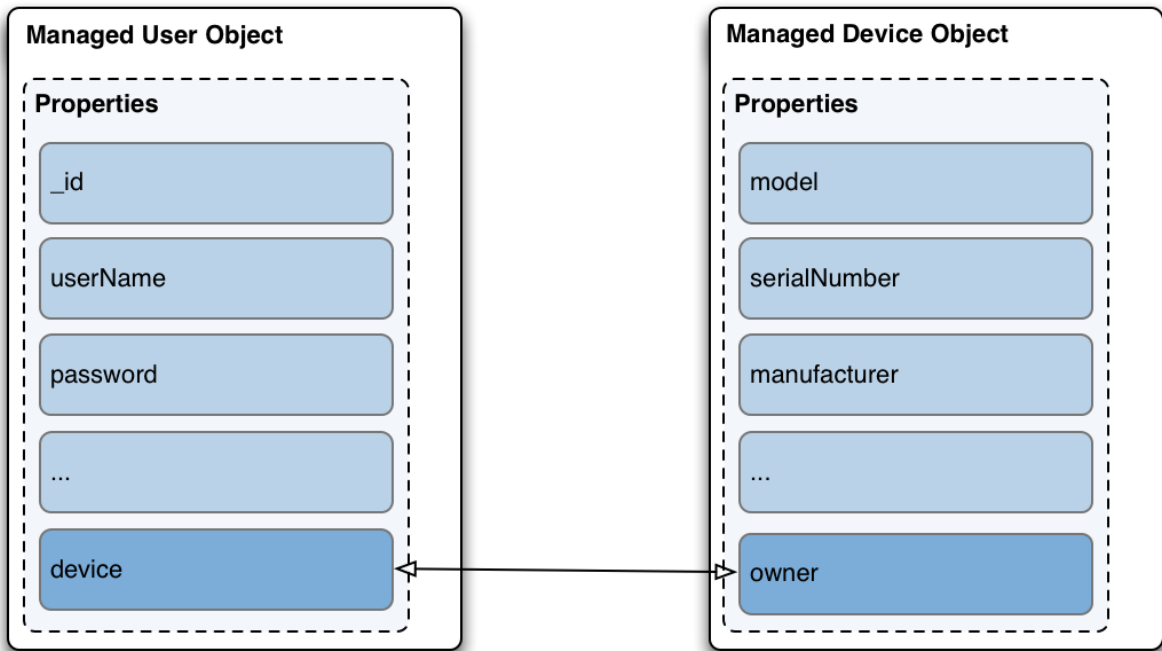 Managed User Object
Properties
_id
userName
password
...
device
Managed Device Object
Properties
model
serialNumber
manufacturer
...
owner